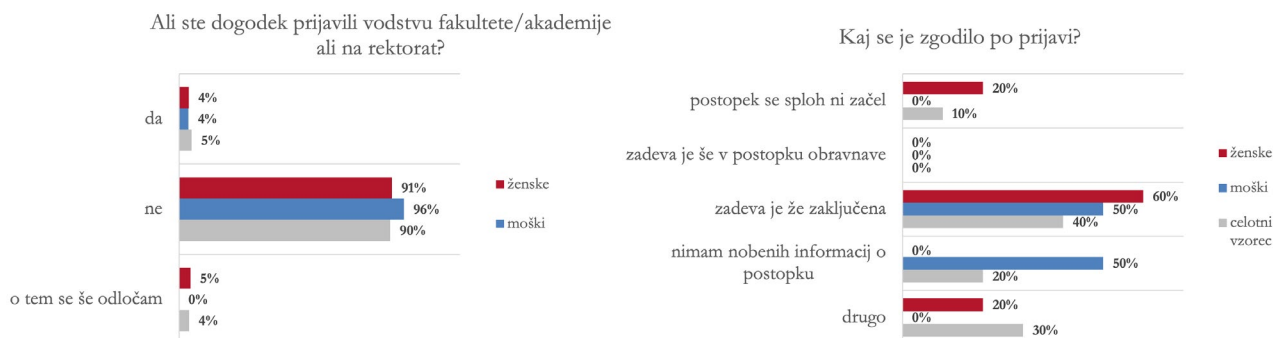 Ali ste dogodek prijavili vodstvu fakultete/akademije
ali na rektorat?
da
4%
4%
5%
ne
91%
96%
90%
o tem se še odločam
5%
0%
4%
ženske
moški
Kaj se je zgodilo po prijavi?
postopek se sploh ni začel
20%
0%
10%
zadeva je še v postopku obravnave
0%
0%
0%
zadeva je že zaključena
60%
50%
40%
nimam nobenih informacij o
postopku
0%
50%
20%
drugo
20%
0%
30%
ženske
moški
celotni
vzorec